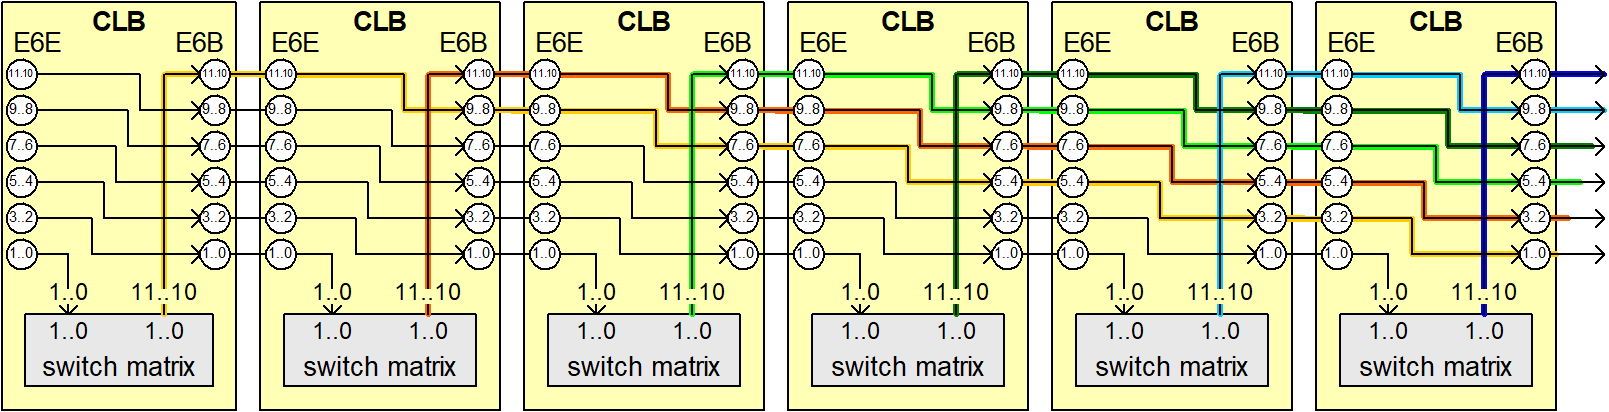 CLB CLB CLB CLB CLB CLB
E6E E6B E6E E6B E6E E6B E6E E6B E6E E6B E6E E6B
11.10 11.10 11.10 11.10 11.10 11.10 11.10 11.10 11.10 11.10 11.10 11.10
9..8 9..8 9..8 9..8 9..8 9..8 9..8 9..8 9..8 9..8 9..8 9..8
7..6 7..6 7..6 7..6 7..6 7..6 7..6 7..6 7..6 7..6 7..6 7..6
5..4 5..4 5..4 5..4 5..4 5..4 5..4 5..4 5..4 5..4 5..4 5..4
3..2 3..2 3..2 3..2 3..2 3..2 3..2 3..2 3..2 3..2 3..2 3..2
1..0 1..0 1..0 1..0 1..0 1..0 1..0 1..0 1..0 1..0 1..0 1..0
1..0 11..10 1..0 11..10 1..0 11..10 1..0 11..10 1..0 11..10 1..0 11..10
1..0 1..0 1..0 1..0 1..0 1..0 1..0 1..0 1..0 1..0 1..0 1..0
switch matrix switch matrix switch matrix switch matrix switch matrix switch matrix